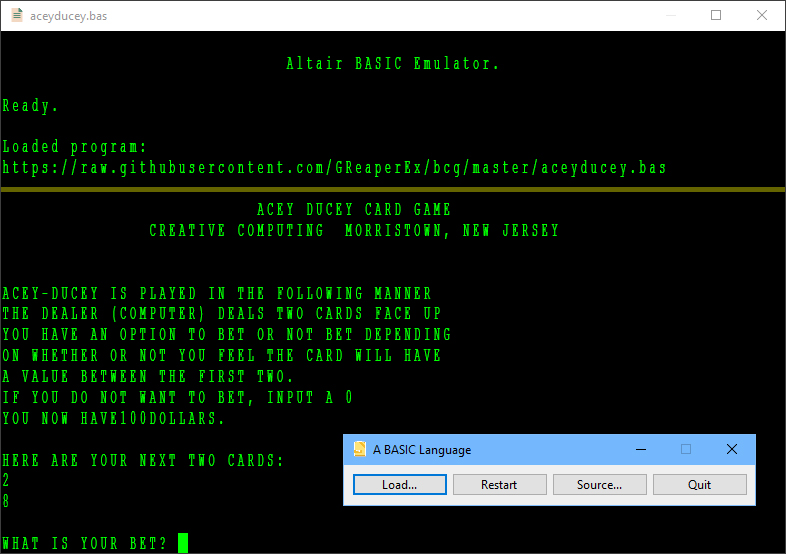 aceyducey.bas
Altair BASIC Emulator.
Ready.
Loaded program:
https://raw.githubusercontent.com/GReaperEx/bcg/master/aceyducey.bas
ACEY DUCEY CARD GAME
CREATIVE COMPUTING  MORRISTOWN, NEW JERSEY
ACEY-DUCEY IS PLAYED IN THE FOLLOWING MANNER
THE DEALER (COMPUTER) DEALS TWO CARDS FACE UP
YOU HAVE AN OPTION TO BET OR NOT BET DEPENDING
ON WHETHER OR NOT YOU FEEL THE CARD WILL HAVE
A VALUE BETWEEN THE FIRST TWO.
IF YOU DO NOT WANT TO BET, INPUT A 0
YOU NOW HAVE100DOLLARS.
HERE ARE YOUR NEXT TWO CARDS:
2
8
WHAT IS YOUR BET?
A BASIC Language
Load... Restart Source... Quit